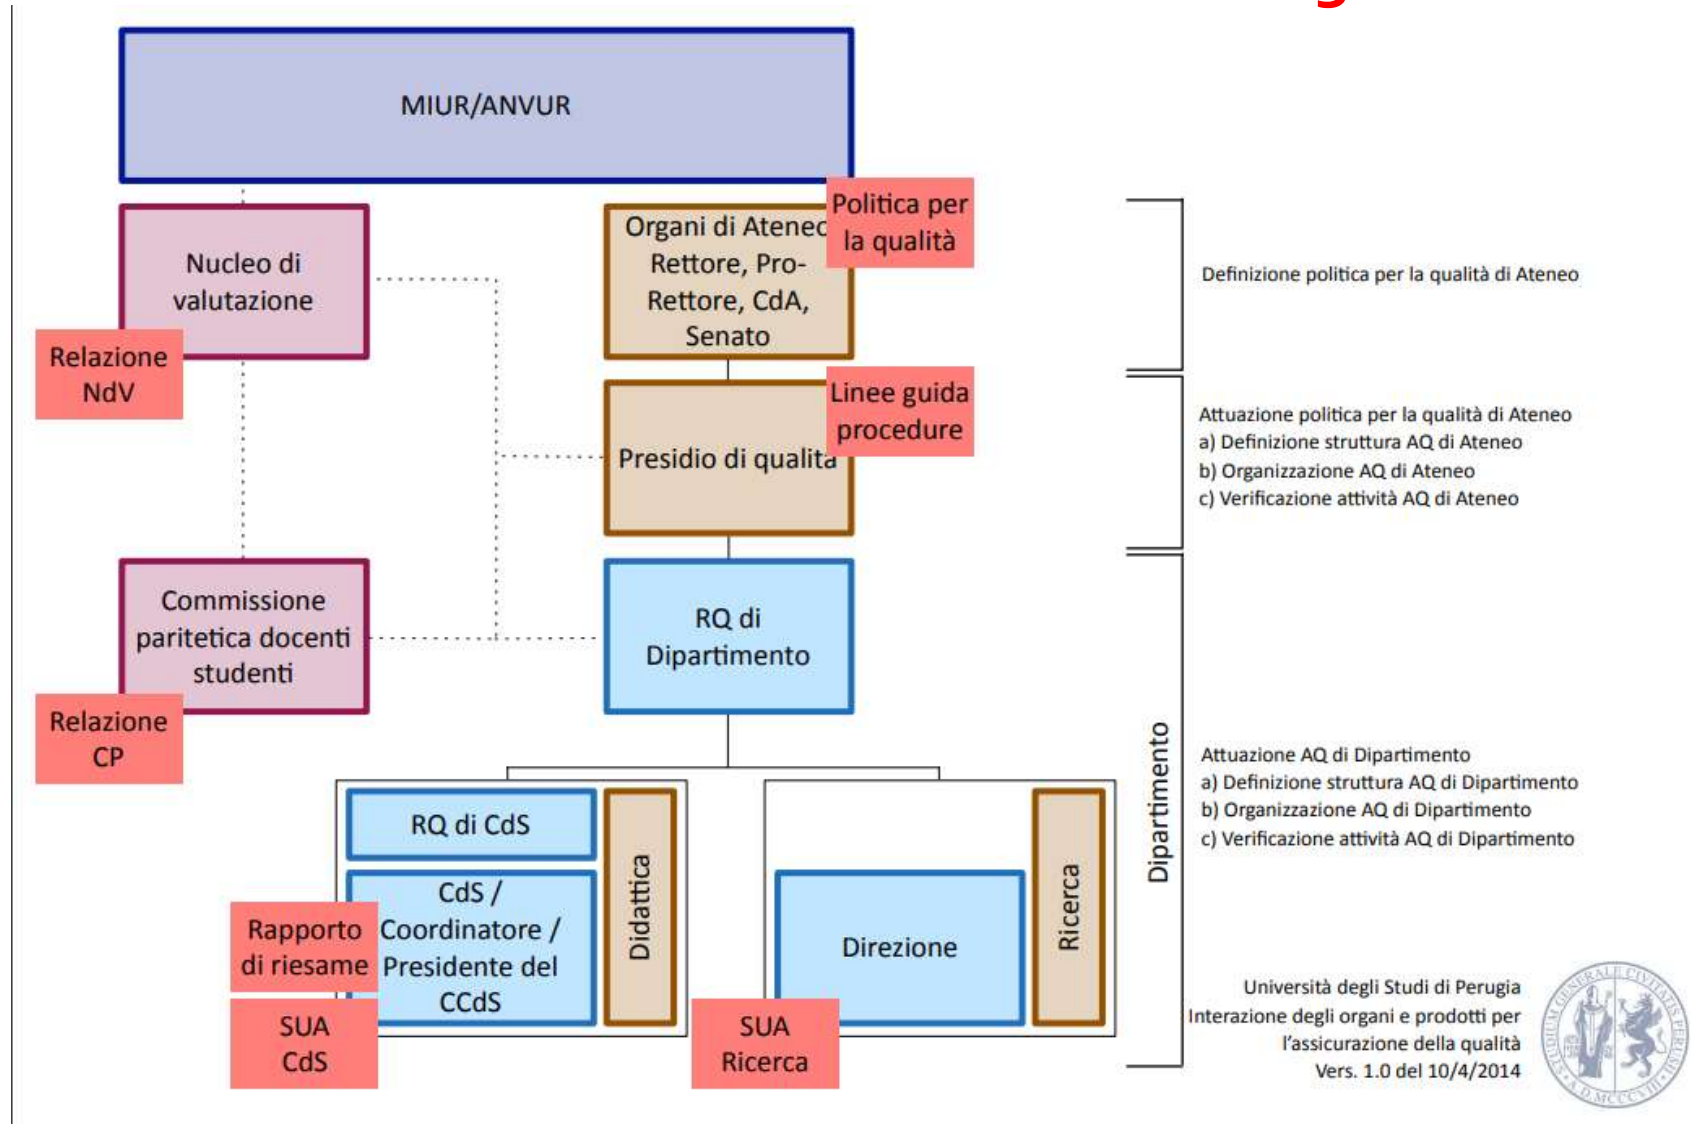 g
MIUR/ANVUR
Politica per
la qualità
Nucleo di
valutazione
Organi di Ateneo
Rettore, Pro-
Rettore, CdA,
Senato
Definizione politica per la qualità di Ateneo
Relazione
NdV
Linee guida
procedure
Presidio di qualità
Attuazione politica per la qualità di Ateneo
a) Definizione struttura AQ di Ateneo
b) Organizzazione AQ di Ateneo
c) Verificazione attività AQ di Ateneo
Commissione
paritetica docenti
studenti
RQ di
Dipartimento
Relazione
CP
Dipartimento
Attuazione AQ di Dipartimento
a) Definizione struttura AQ di Dipartimento
b) Organizzazione AQ di Dipartimento
c) Verificazione attività AQ di Dipartimento
RQ di CdS
Didattica
CdS /
Coordinatore /
Presidente del
CCdS
Rapporto
di riesame
SUA
CdS
Direzione
Ricerca
SUA
Ricerca
Università degli Studi di Perugia
Interazione degli organi e prodotti per
l'assicurazione della qualità
Vers. 1.0 del 10/4/2014
STUDIUM GENERALE CIVITATIS PERUSII
A.D. MCCCVIII